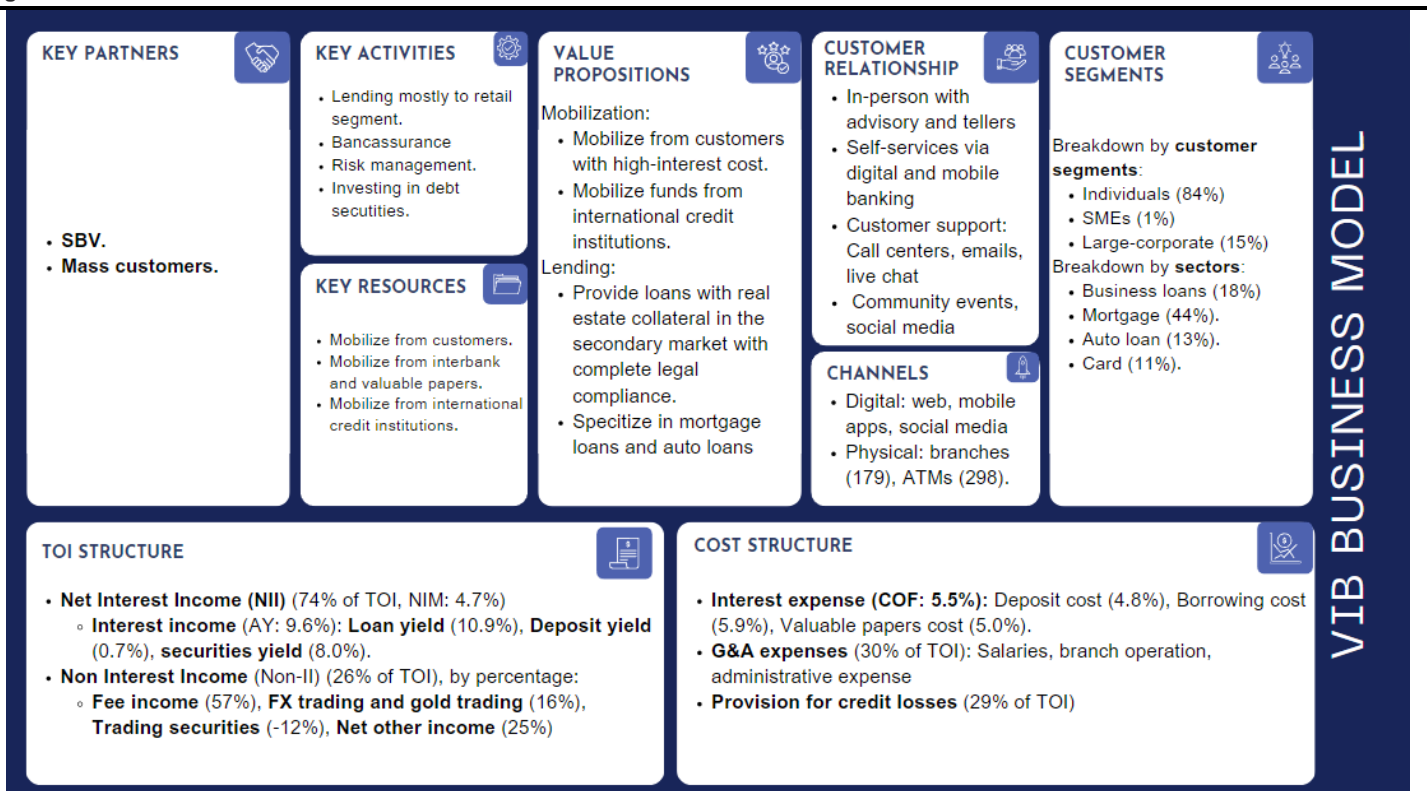 KEY PARTNERS
• SBV.
• Mass customers.
KEY ACTIVITIES
• Lending mostly to retail
segment.
• Bancassurance
• Risk management.
• Investing in debt
secutities.
KEY RESOURCES
• Mobilize from customers.
• Mobilize from interbank
and valuable papers.
• Mobilize from international
credit institutions.
VALUE
PROPOSITIONS
Mobilization:
• Mobilize from customers
with high-interest cost.
• Mobilize funds from
international credit
institutions.
Lending:
• Provide loans with real
estate collateral in the
secondary market with
complete legal
compliance.
• Specitize in mortgage
loans and auto loans
CUSTOMER
RELATIONSHIP
• In-person with
advisory and tellers
• Self-services via
digital and mobile
banking
• Customer support:
Call centers, emails,
live chat
• Community events,
social media
CHANNELS
• Digital: web, mobile
apps, social media
• Physical: branches
(179), ATMs (298).
CUSTOMER
SEGMENTS
Breakdown by customer
segments:
• Individuals (84%)
• SMEs (1%)
• Large-corporate (15%)
Breakdown by sectors:
• Business loans (18%)
• Mortgage (44%).
• Auto loan (13%).
• Card (11%).
TOI STRUCTURE
• Net Interest Income (NII) (74% of TOI, NIM: 4.7%)
◦ Interest income (AY: 9.6%): Loan yield (10.9%), Deposit yield
(0.7%), securities yield (8.0%).
• Non Interest Income (Non-II) (26% of TOI), by percentage:
◦ Fee income (57%), FX trading and gold trading (16%),
Trading securities (-12%), Net other income (25%)
COST STRUCTURE
• Interest expense (COF: 5.5%): Deposit cost (4.8%), Borrowing cost
(5.9%), Valuable papers cost (5.0%).
• G&A expenses (30% of TOI): Salaries, branch operation,
administrative expense
• Provision for credit losses (29% of TOI)
VIB BUSINESS MODEL